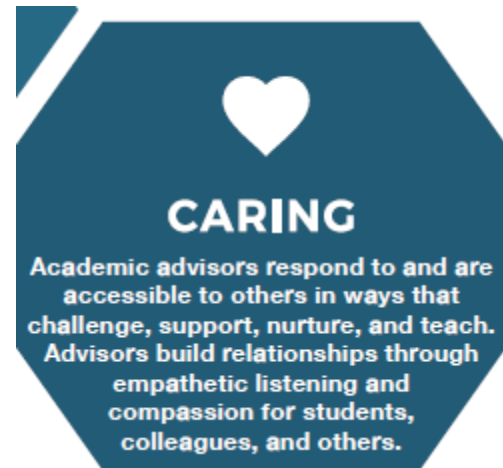 CARING
Academic advisors respond to and are
accessible to others in ways that
challenge, support, nurture, and teach.
Advisors build relationships through
empathetic listening and
compassion for students,
colleagues, and others.